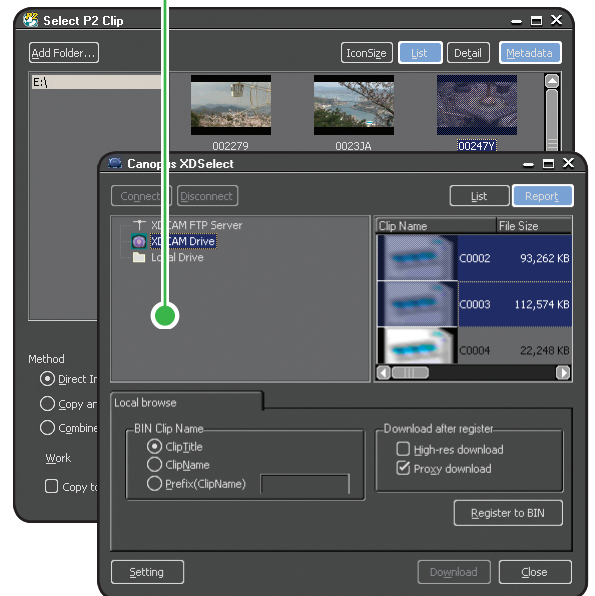 Select P2 Clip
Add Folder...
IconSize
List
Detail
Metadata
E:\
002279
0023JA
00247Y
Canopus XDSelect
Connect
Disconnect
List
Report
XDCAM FTP Server
XDCAM Drive
Local Drive
Clip Name
File Size
C0002
93,262 KB
C0003
112,574 KB
C0004
22,248 KB
Method
Direct
Copy
Combine
Work
Copy
Local browse
BIN Clip Name
ClipTitle
ClipName
Prefix(ClipName)
Download after register
High-res download
Proxy download
Register to BIN
Setting
Download
Close